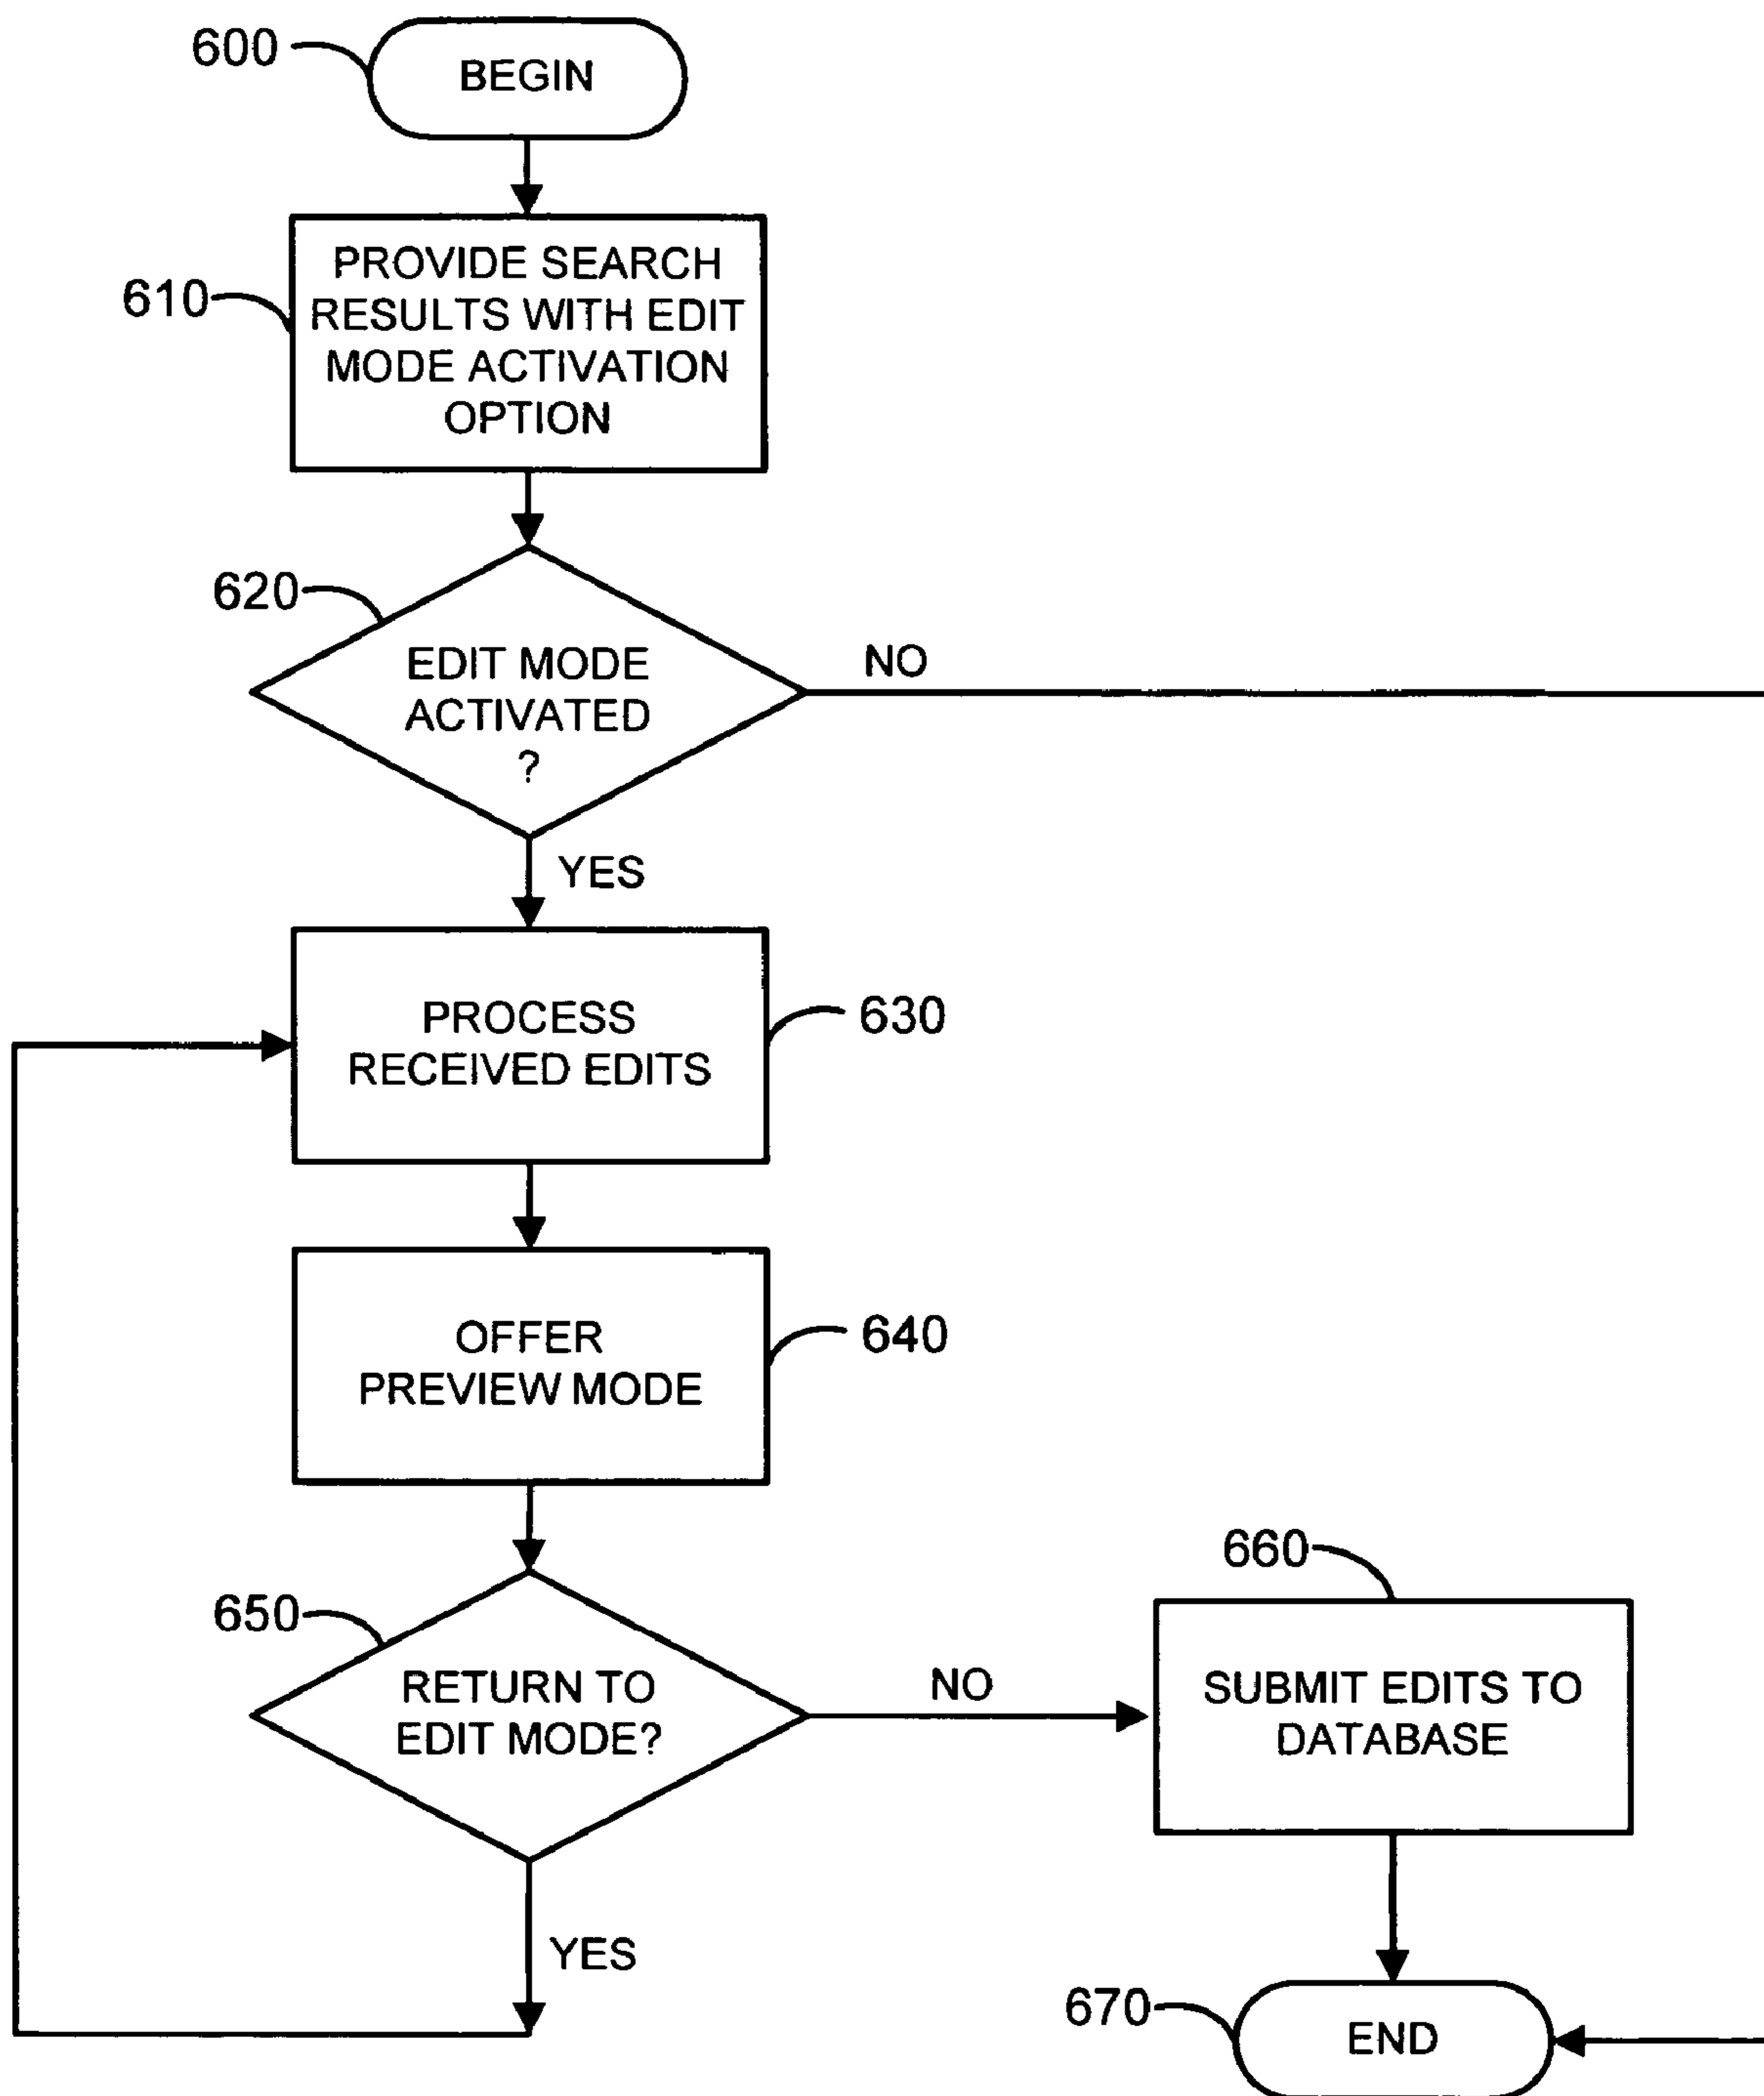 600
BEGIN
610
PROVIDE SEARCH
RESULTS WITH EDIT
MODE ACTIVATION
OPTION
620
EDIT MODE
ACTIVATED
?
NO
YES
PROCESS
RECEIVED EDITS
630
OFFER
PREVIEW MODE
640
650
RETURN TO
EDIT MODE?
NO
YES
660
SUBMIT EDITS TO
DATABASE
670
END